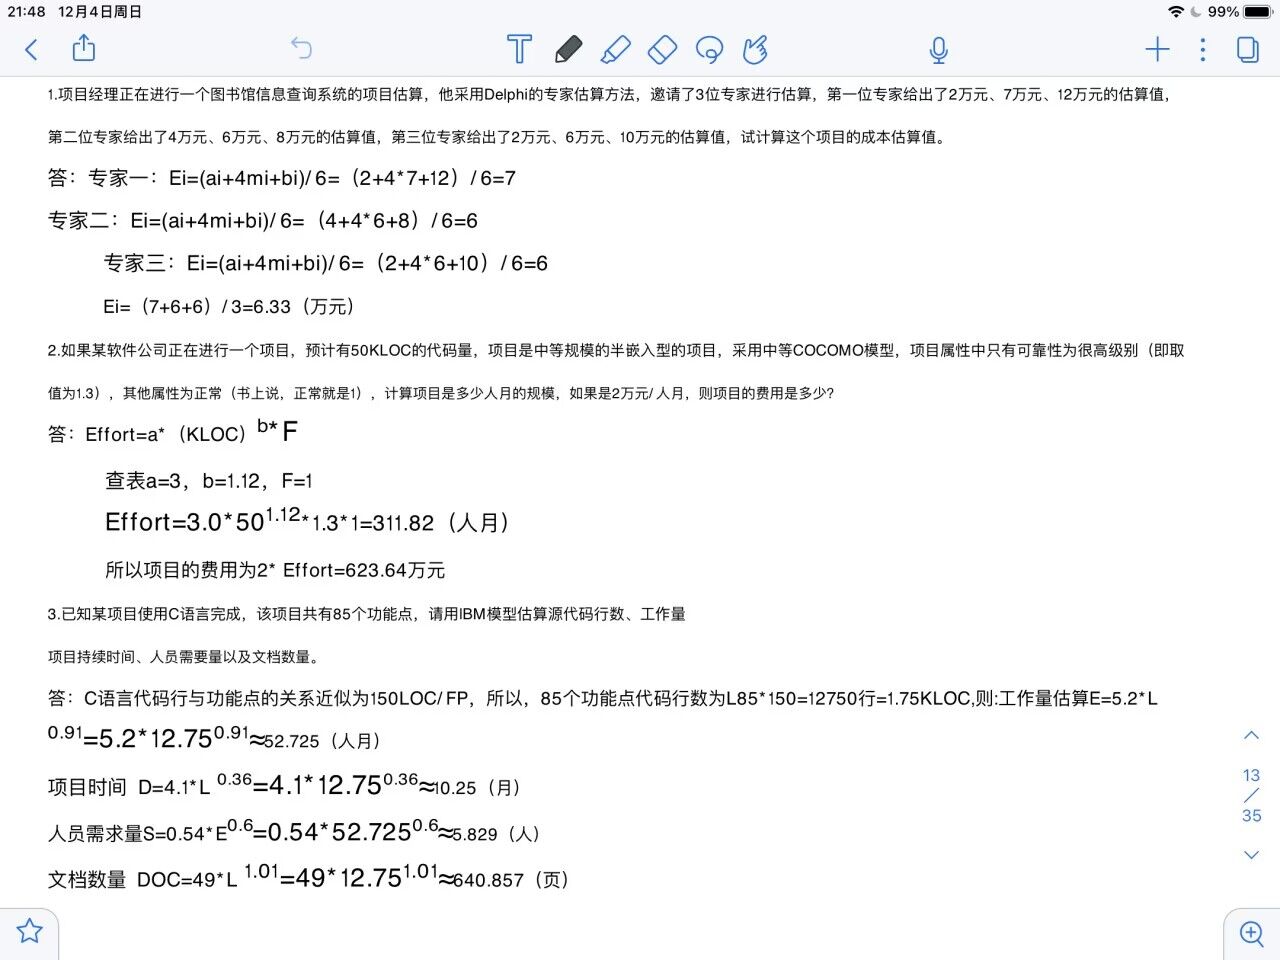 21:48 12月4日周日
99%
T
1.项目经理正在进行一个图书馆信息查询系统的项目估算，他采用Delphi的专家估算方法，邀请了3位专家进行估算，第一位专家给出了2万元、7万元、12万元的估算值，
第二位专家给出了4万元、6万元、8万元的估算值，第三位专家给出了2万元、6万元、10万元的估算值，试计算这个项目的成本估算值。
答：专家一：Ei=(ai+4mi+bi)/6=（2+4*7+12）/6=7
专家二：Ei=(ai+4mi+bi)/6=（4+4*6+8）/6=6
专家三：Ei=(ai+4mi+bi)/6=（2+4*6+10）/6=6
Ei=（7+6+6）/3=6.33（万元）
2.如果某软件公司正在进行一个项目，预计有50KLOC的代码量，项目是中等规模的半嵌入型的项目，采用中等COCOMO模型，项目属性中只有可靠性为很高级别（即取
值为1.3），其他属性为正常（书上说，正常就是1），计算项目是多少人月的规模，如果是2万元/人月，则项目的费用是多少?
答：Effort=a*（KLOC）^b*F
查表a=3，b=1.12，F=1
Effort=3.0*50^1.12*1.3*1=311.82（人月）
所以项目的费用为2* Effort=623.64万元
3.已知某项目使用C语言完成，该项目共有85个功能点，请用IBM模型估算源代码行数、工作量
项目持续时间、人员需要量以及文档数量。
答：C语言代码行与功能点的关系近似为150LOC/FP，所以，85个功能点代码行数为L85*150=12750行=1.75KLOC,则:工作量估算E=5.2*L
^0.91=5.2*12.75^0.91≈52.725（人月）
项目时间 D=4.1*L ^0.36=4.1*12.75^0.36≈10.25（月）
人员需求量S=0.54*E^0.6=0.54*52.725^0.6≈5.829（人）
文档数量 DOC=49*L ^1.01=49*12.75^1.01≈640.857（页）
13
/
35